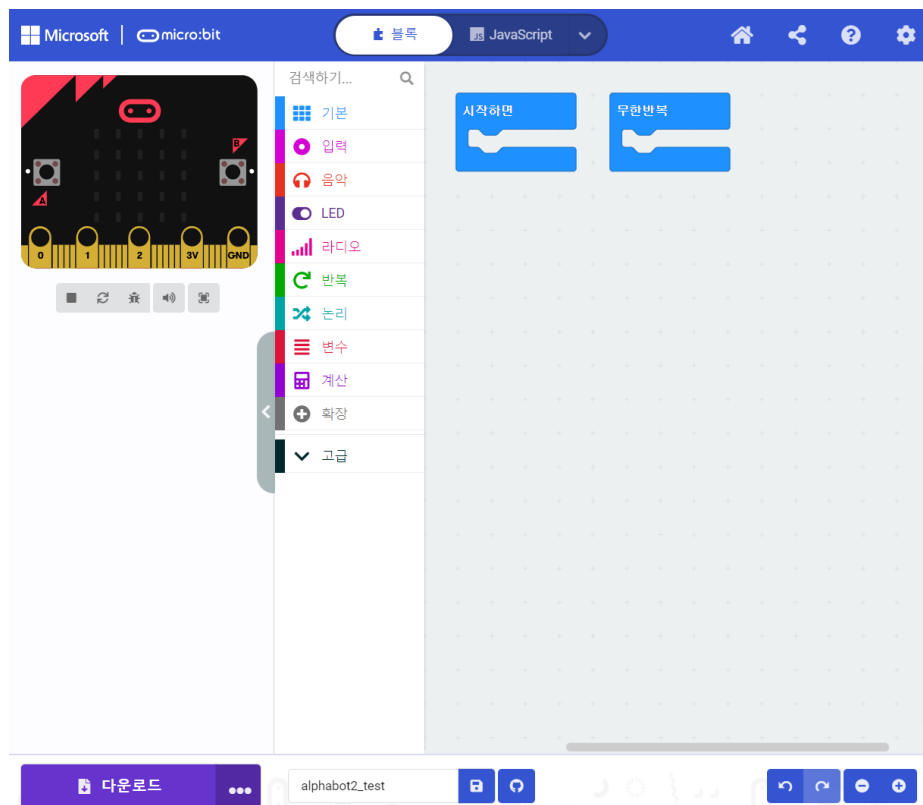 Microsoft | micro:bit
블록
JS JavaScript
검색하기...
기본
입력
음악
LED
라디오
반복
논리
변수
계산
확장
고급
시작하면
무한반복
A
B
0 1 2 3V GND
다운로드
alphabot2_test